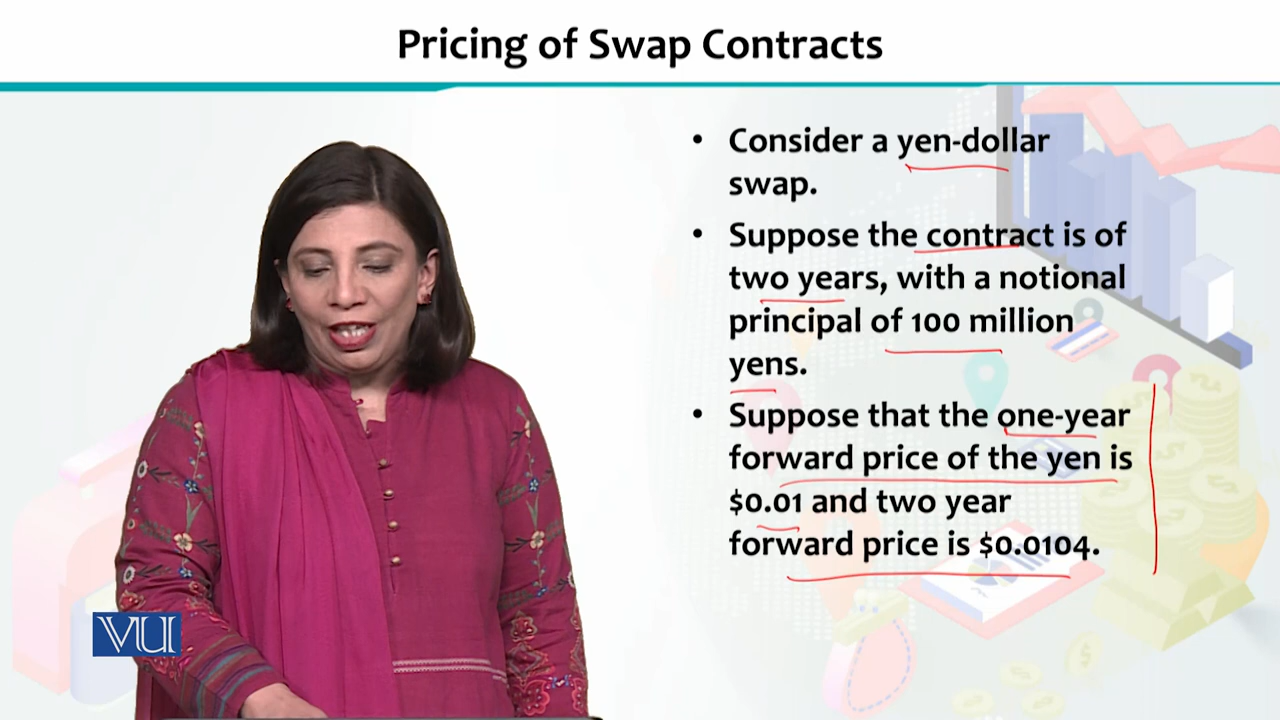 Pricing of Swap Contracts
• Consider a yen-dollar
swap.
• Suppose the contract is of
two years, with a notional
principal of 100 million
yens.
• Suppose that the one-year
forward price of the yen is
$0.01 and two year
forward price is $0.0104.
VU